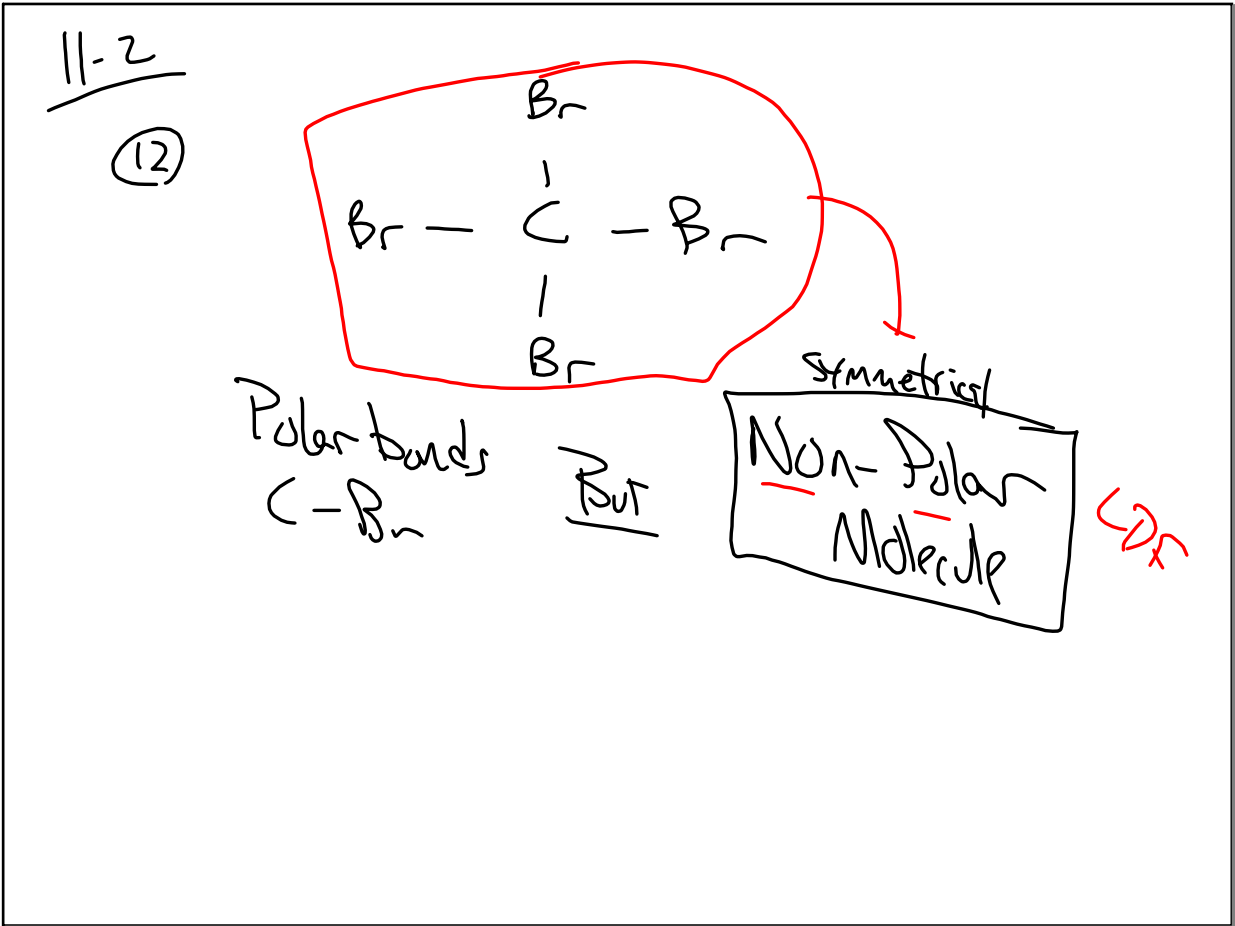 11-2
12
Br
Br - C - Br
Br
symmetrical
Polar bonds
C-Br
But
Non-Polar
Molecule